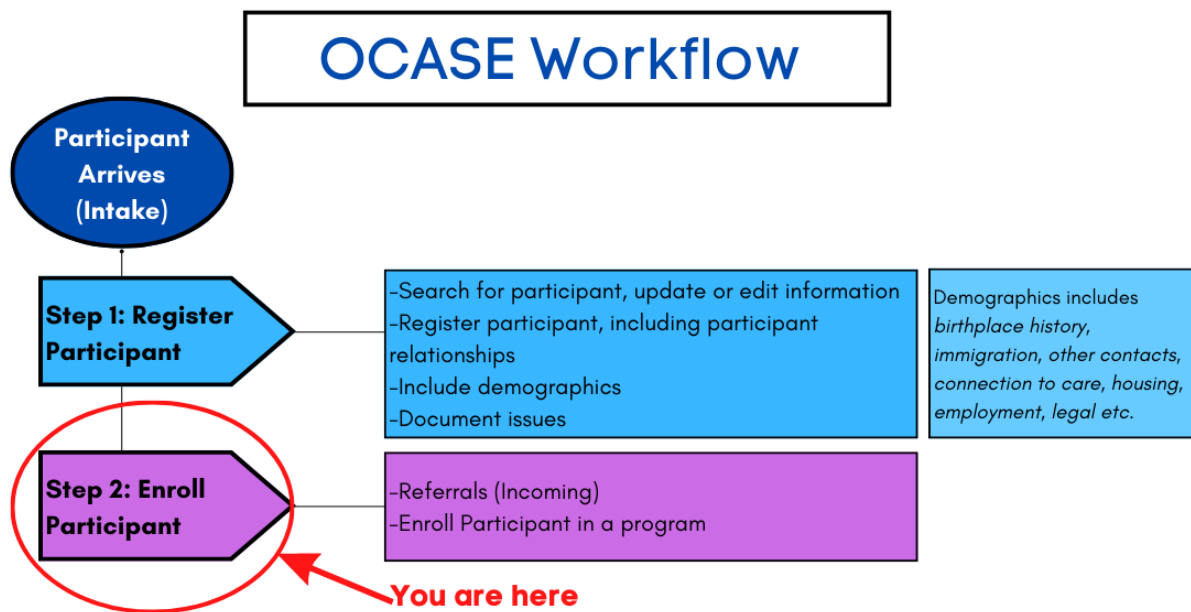 OCASE Workflow
Participant
Arrives
(Intake)
Step 1: Register
Participant
-Search for participant, update or edit information
-Register participant, including participant
relationships
-Include demographics
-Document issues
Demographics includes
birthplace history,
immigration, other contacts,
connection to care, housing,
employment, legal etc.
Step 2: Enroll
Participant
-Referrals (Incoming)
-Enroll Participant in a program
You are here